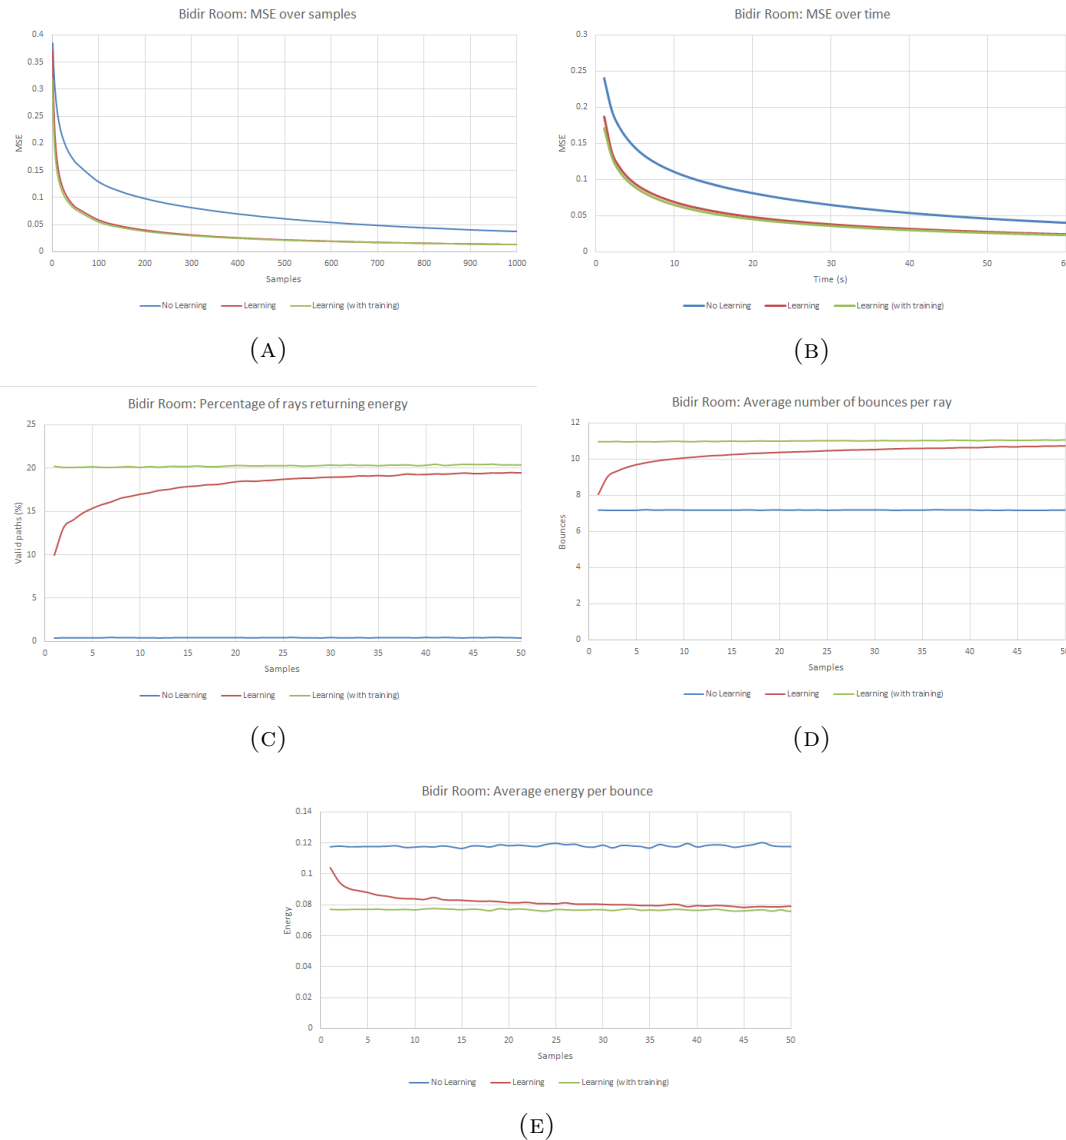 Bidir Room: MSE over samples
0.4
0.35
0.3
0.25
0.2
0.15
0.1
0.05
0
MSE
0 100 200 300 400 500 600 700 800 900 1000
Samples
No Learning Learning Learning (with training)
(A)
Bidir Room: MSE over time
0.3
0.25
0.2
0.15
0.1
0.05
0
MSE
0 10 20 30 40 50 60
Time (s)
No Learning Learning Learning (with training)
(B)
Bidir Room: Percentage of rays returning energy
25
20
15
10
5
0
Valid paths (%)
0 5 10 15 20 25 30 35 40 45 50
Samples
No Learning Learning Learning (with training)
(C)
Bidir Room: Average number of bounces per ray
12
10
8
6
4
2
0
Bounces
0 5 10 15 20 25 30 35 40 45 50
Samples
No Learning Learning Learning (with training)
(D)
Bidir Room: Average energy per bounce
0.14
0.12
0.1
0.08
0.06
0.04
0.02
0
Energy
0 5 10 15 20 25 30 35 40 45 50
Samples
No Learning Learning Learning (with training)
(E)